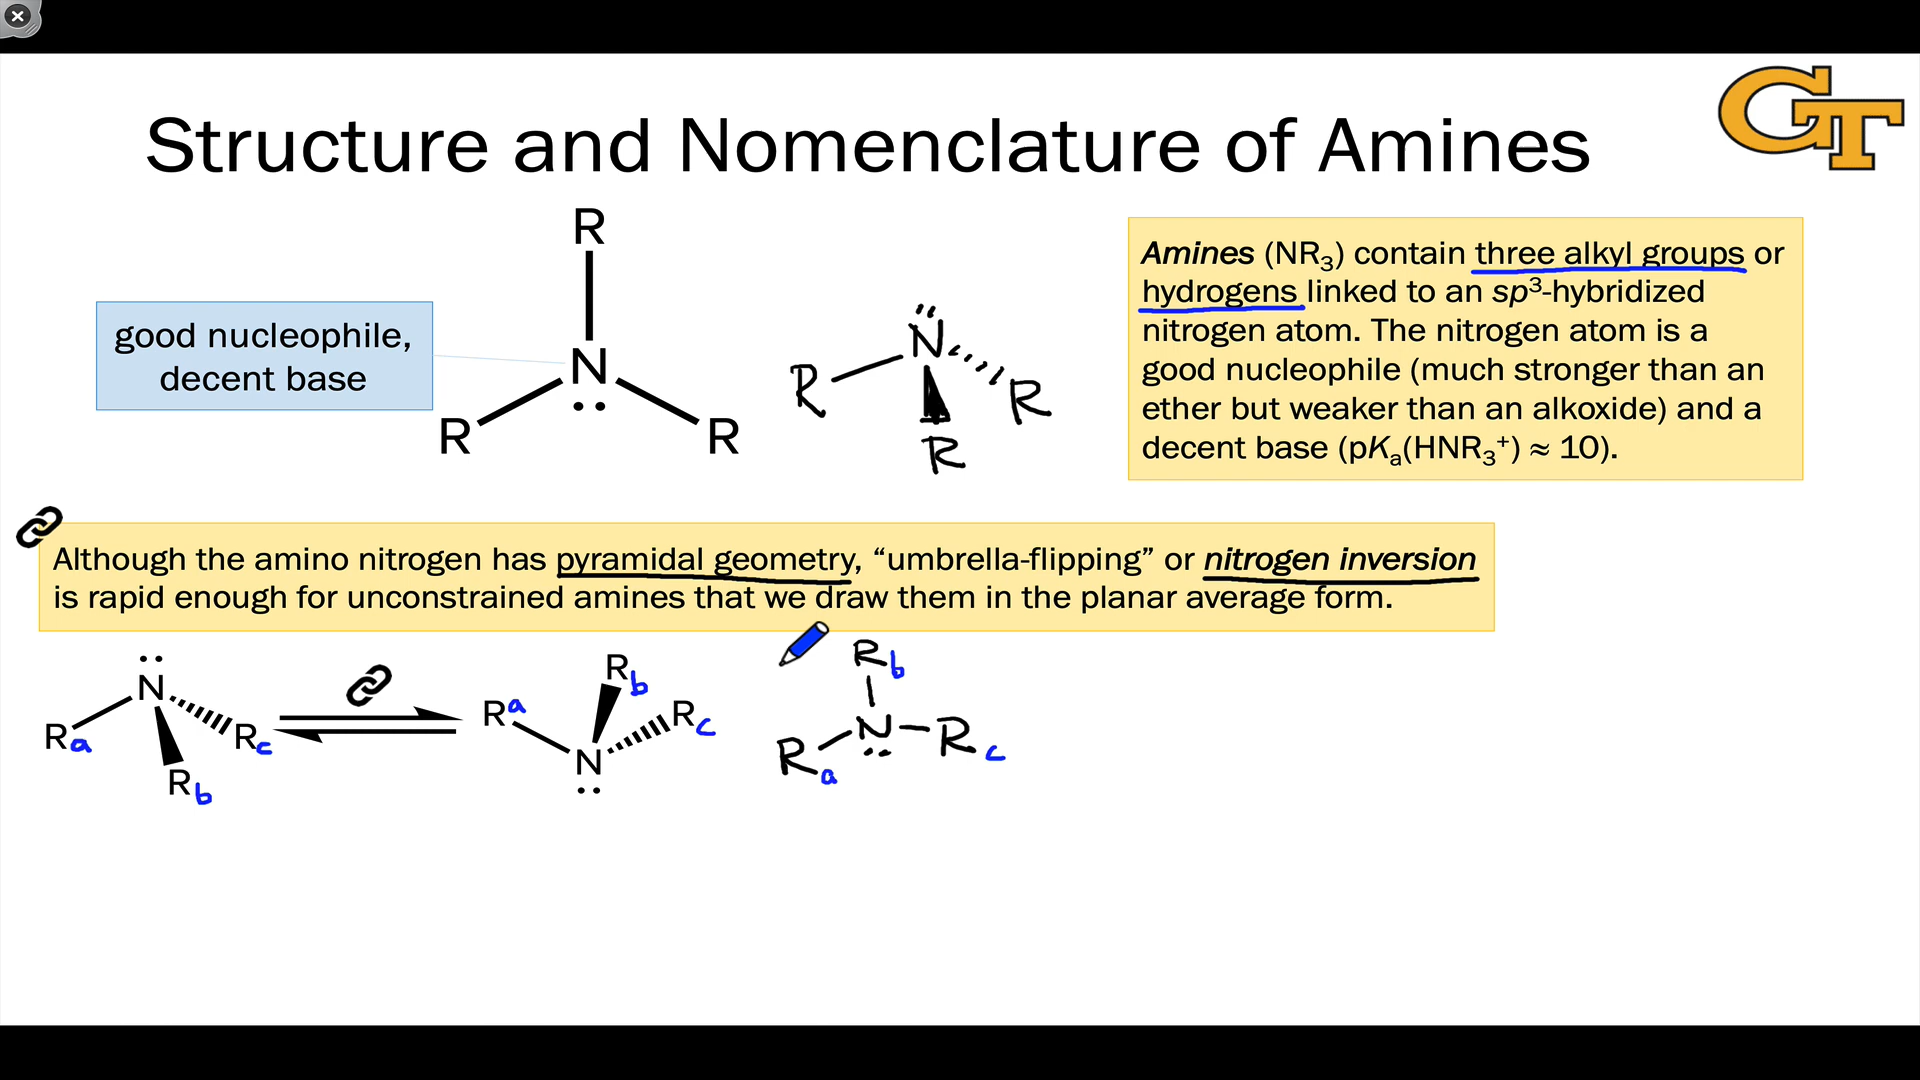 Structure and Nomenclature of Amines
GT
R
N
R
R
good nucleophile,
decent base
N
R
R
R
Amines (NR₃) contain three alkyl groups or
hydrogens linked to an sp³-hybridized
nitrogen atom. The nitrogen atom is a
good nucleophile (much stronger than an
ether but weaker than an alkoxide) and a
decent base (pKₐ(HNR₃⁺) ≈ 10).
Although the amino nitrogen has pyramidal geometry, “umbrella-flipping” or nitrogen inversion
is rapid enough for unconstrained amines that we draw them in the planar average form.
N
Ra
Rc
Rb
Rb
Ra
Rc
N
Rb
N
Ra
Rc